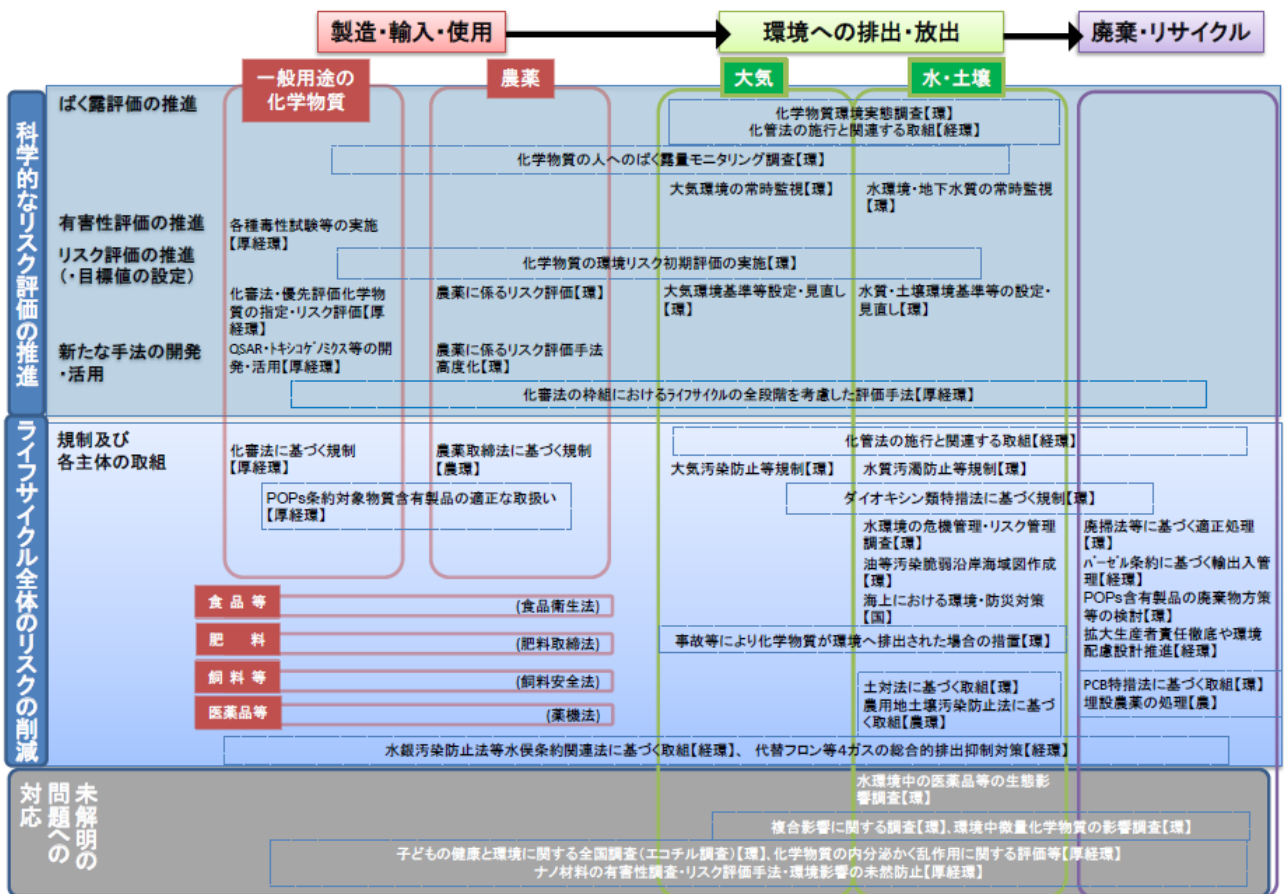 製造・輸入・使用
環境への排出・放出
廃棄・リサイクル
一般用途の
化学物質
農薬
大気
水・土壌
科学的なリスク評価の推進
ばく露評価の推進
化学物質環境実態調査【環】
化管法の施行と関連する取組【経環】
化学物質の人へのばく露量モニタリング調査【環】
大気環境の常時監視【環】
水環境・地下水質の常時監視
【環】
有害性評価の推進
各種毒性試験等の実施
【厚経環】
リスク評価の推進
(・目標値の設定)
化学物質の環境リスク初期評価の実施【環】
化審法・優先評価化学物
質の指定・リスク評価【厚
経環】
農薬に係るリスク評価【環】
大気環境基準等設定・見直し
【環】
水質・土壌環境基準等の設定・
見直し【環】
新たな手法の開発
・活用
QSAR・トキシコゲノミクス等の開
発・活用【厚経環】
農薬に係るリスク評価手法
高度化【環】
化審法の枠組におけるライフサイクルの全段階を考慮した評価手法【厚経環】
ライフサイクル全体のリスクの削減
規制及び
各主体の取組
化管法の施行と関連する取組【経環】
化審法に基づく規制
【厚経環】
農薬取締法に基づく規制
【農環】
大気汚染防止等規制【環】
水質汚濁防止等規制【環】
POPs条約対象物質含有製品の適正な取扱い
【厚経環】
ダイオキシン類特措法に基づく規制【環】
水環境の危機管理・リスク管理
調査【環】
油等汚染脆弱沿岸海域図作成
【環】
海上における環境・防災対策
【国】
廃掃法等に基づく適正処理
【環】
バーゼル条約に基づく輸出入管
理【経環】
POPs含有製品の廃棄物方策
等の検討【環】
拡大生産者責任徹底や環境
配慮設計推進【経環】
食品等
(食品衛生法)
肥料
(肥料取締法)
事故等により化学物質が環境へ排出された場合の措置【環】
飼料等
(飼料安全法)
医薬品等
(薬機法)
土対法に基づく取組【環】
農用地土壌汚染防止法に基づ
く取組【農環】
PCB特措法に基づく取組【環】
埋設農薬の処理【農】
水銀汚染防止法等水俣条約関連法に基づく取組【経環】、代替フロン等4ガスの総合的排出抑制対策【経環】
未解明の
問題への
対応
水環境中の医薬品等の生態影
響調査【環】
複合影響に関する調査【環】、環境中微量化学物質の影響調査【環】
子どもの健康と環境に関する全国調査(エコチル調査)【環】、化学物質の内分泌かく乱作用に関する評価等【厚経環】
ナノ材料の有害性調査・リスク評価手法・環境影響の未然防止【厚経環】